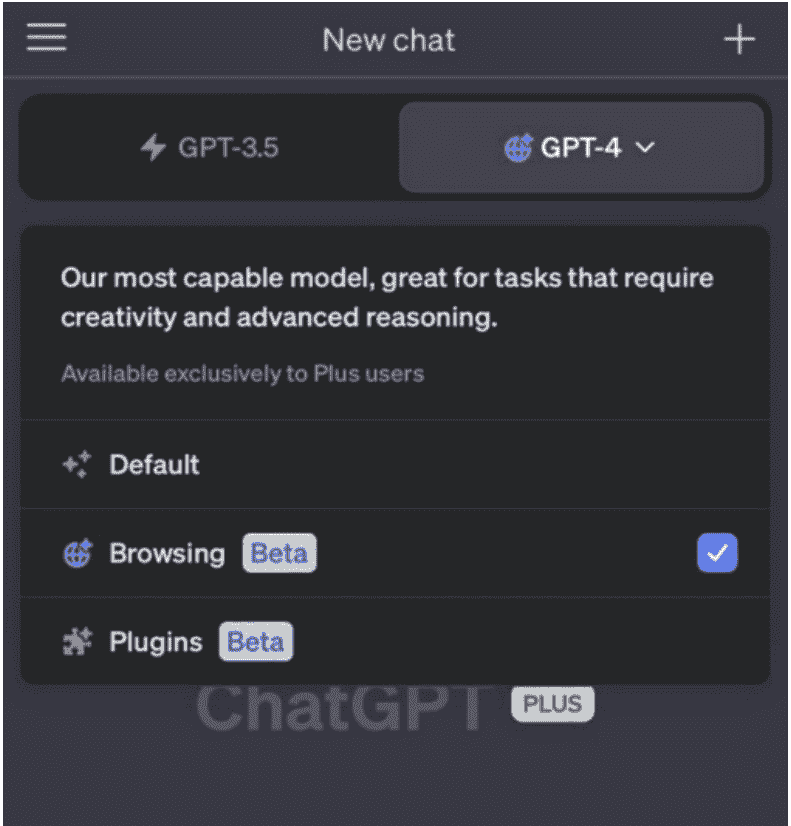 New chat
GPT-3.5 GPT-4
Our most capable model, great for tasks that require
creativity and advanced reasoning.
Available exclusively to Plus users
Default
Browsing Beta
Plugins Beta
ChatGPT PLUS